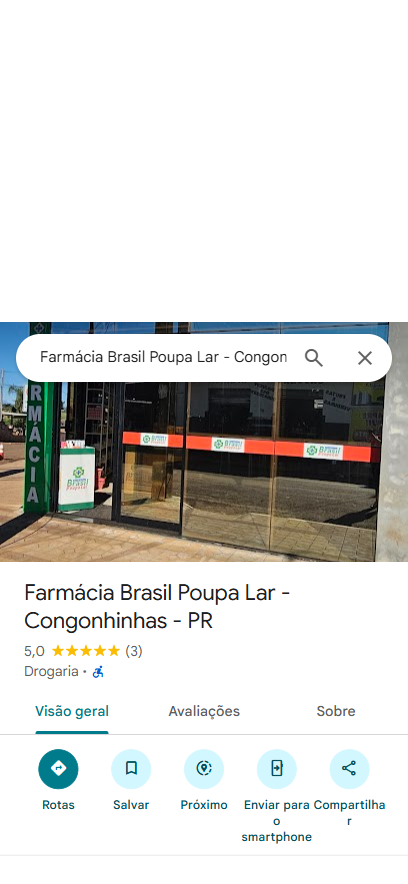 Farmácia Brasil Poupa Lar - Congon
FARMÁCIA
Farmácia Brasil Poupa Lar -
Congonhinhas - PR
5,0 (3)
Drogaria ·
Visão geral Avaliações Sobre
Rotas Salvar Próximo Enviar para o smartphone Compartilhar